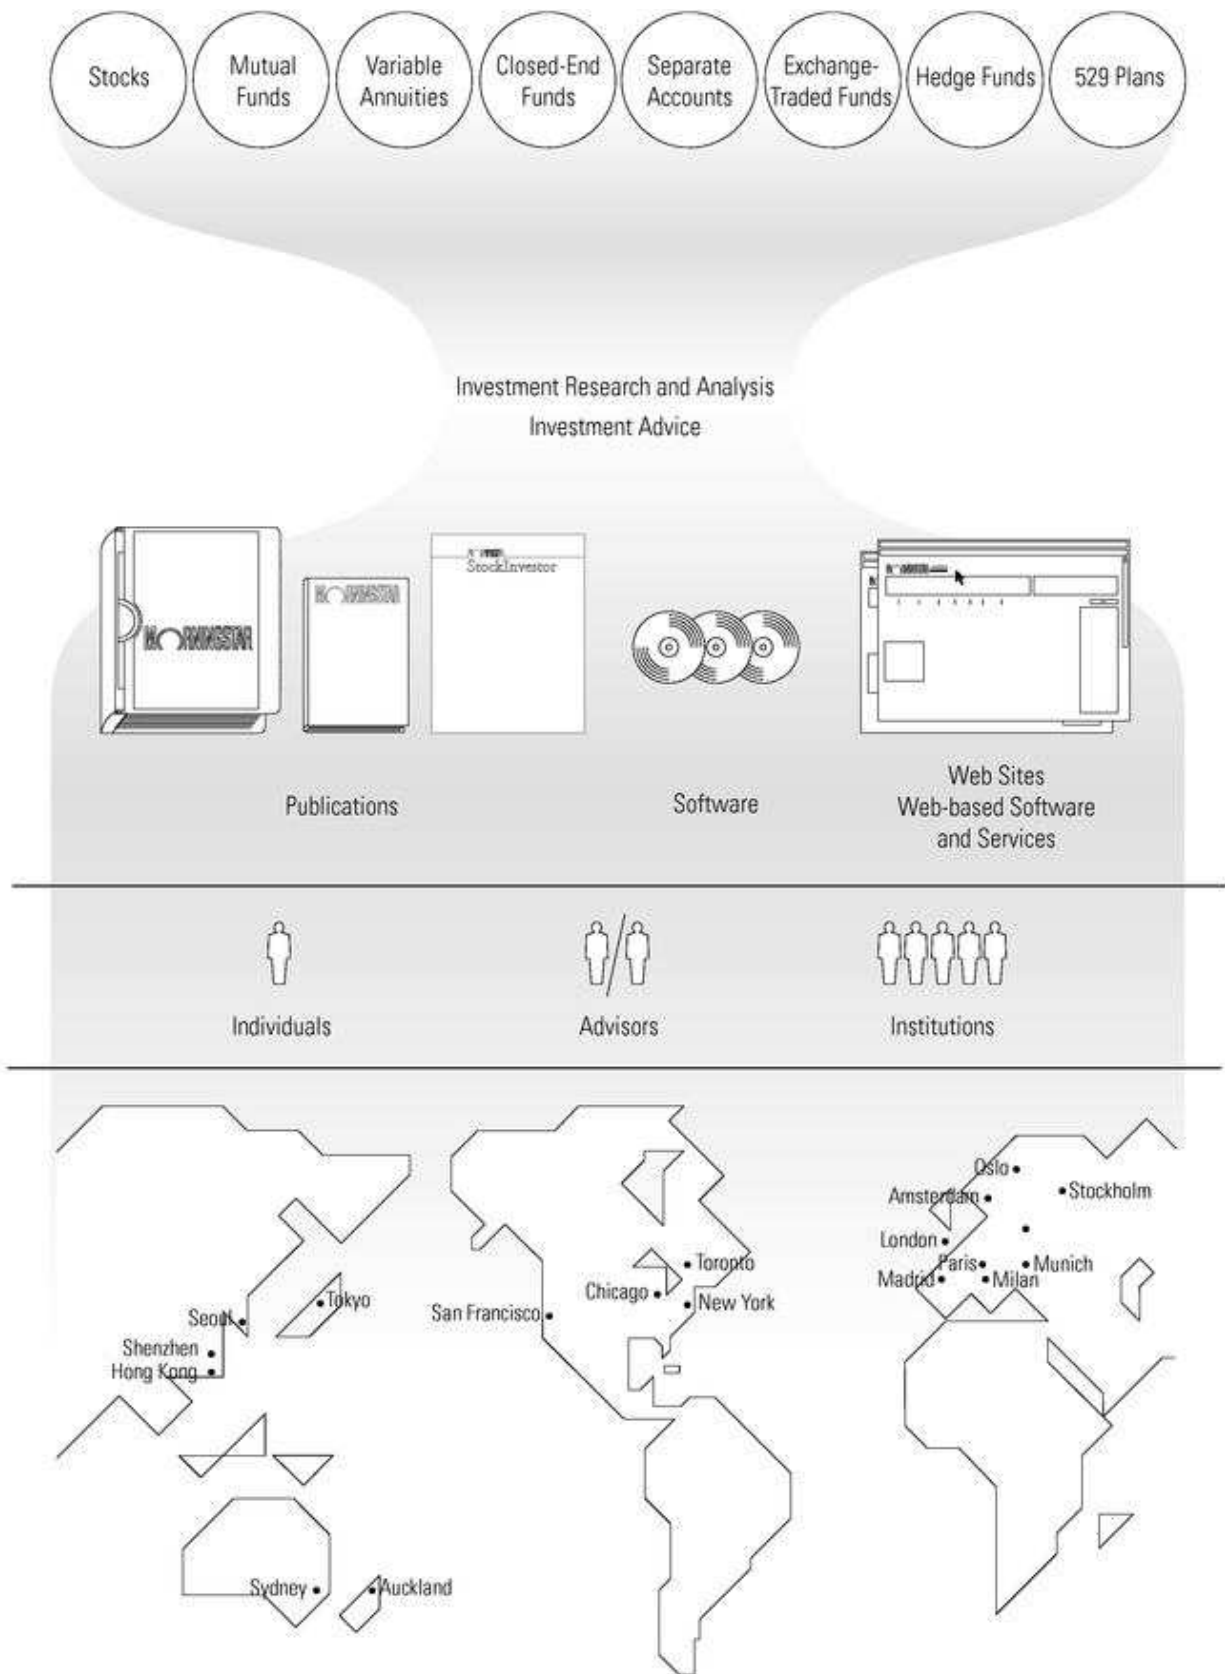 Stocks
Mutual
Funds
Variable
Annuities
Closed-End
Funds
Separate
Accounts
Exchange-
Traded Funds
Hedge Funds
529 Plans
Investment Research and Analysis
Investment Advice
MORNINGSTAR
MORNINGSTAR
StockInvestor
Publications
Software
Web Sites
Web-based Software
and Services
Individuals
Advisors
Institutions
Seoul
Tokyo
Shenzhen
Hong Kong
Sydney
Auckland
Toronto
Chicago
New York
San Francisco
Oslo
Amsterdam
Stockholm
London
Paris
Munich
Madrid
Milan